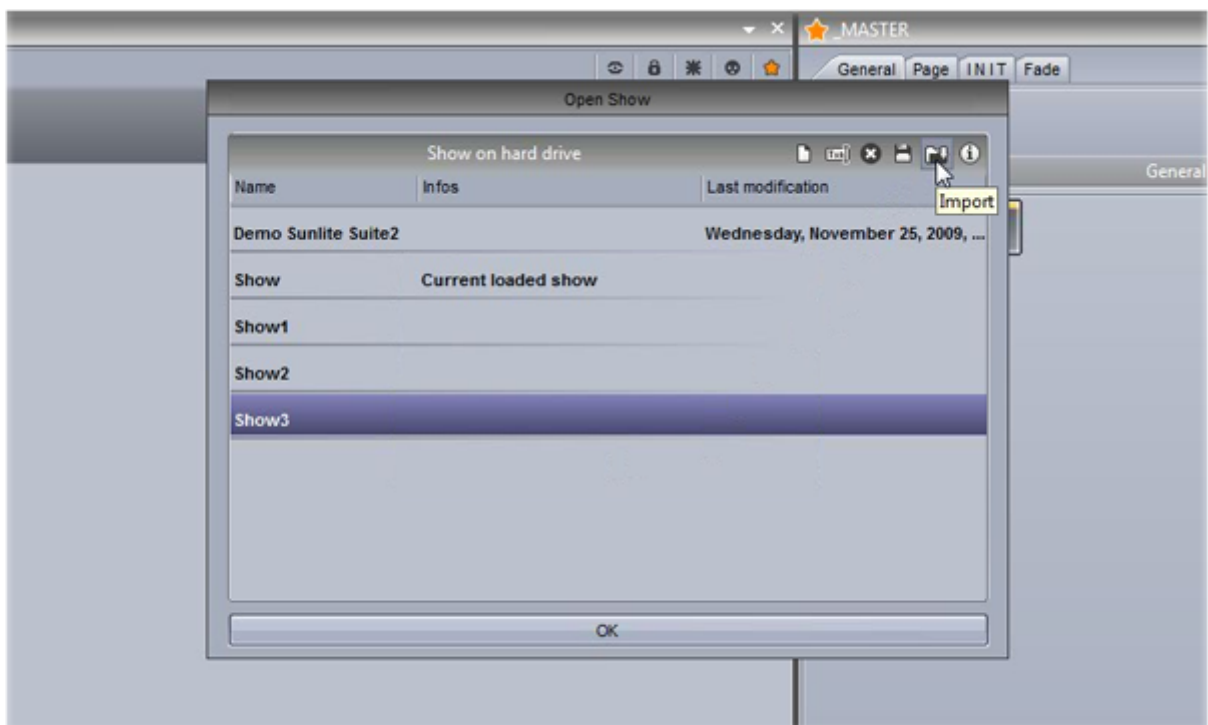 _MASTER
General Page INIT Fade
Open Show
Show on hard drive
Name Infos Last modification
Import
General
Demo Sunlite Suite2 Wednesday, November 25, 2009, ...
Show Current loaded show
Show1
Show2
Show3
OK